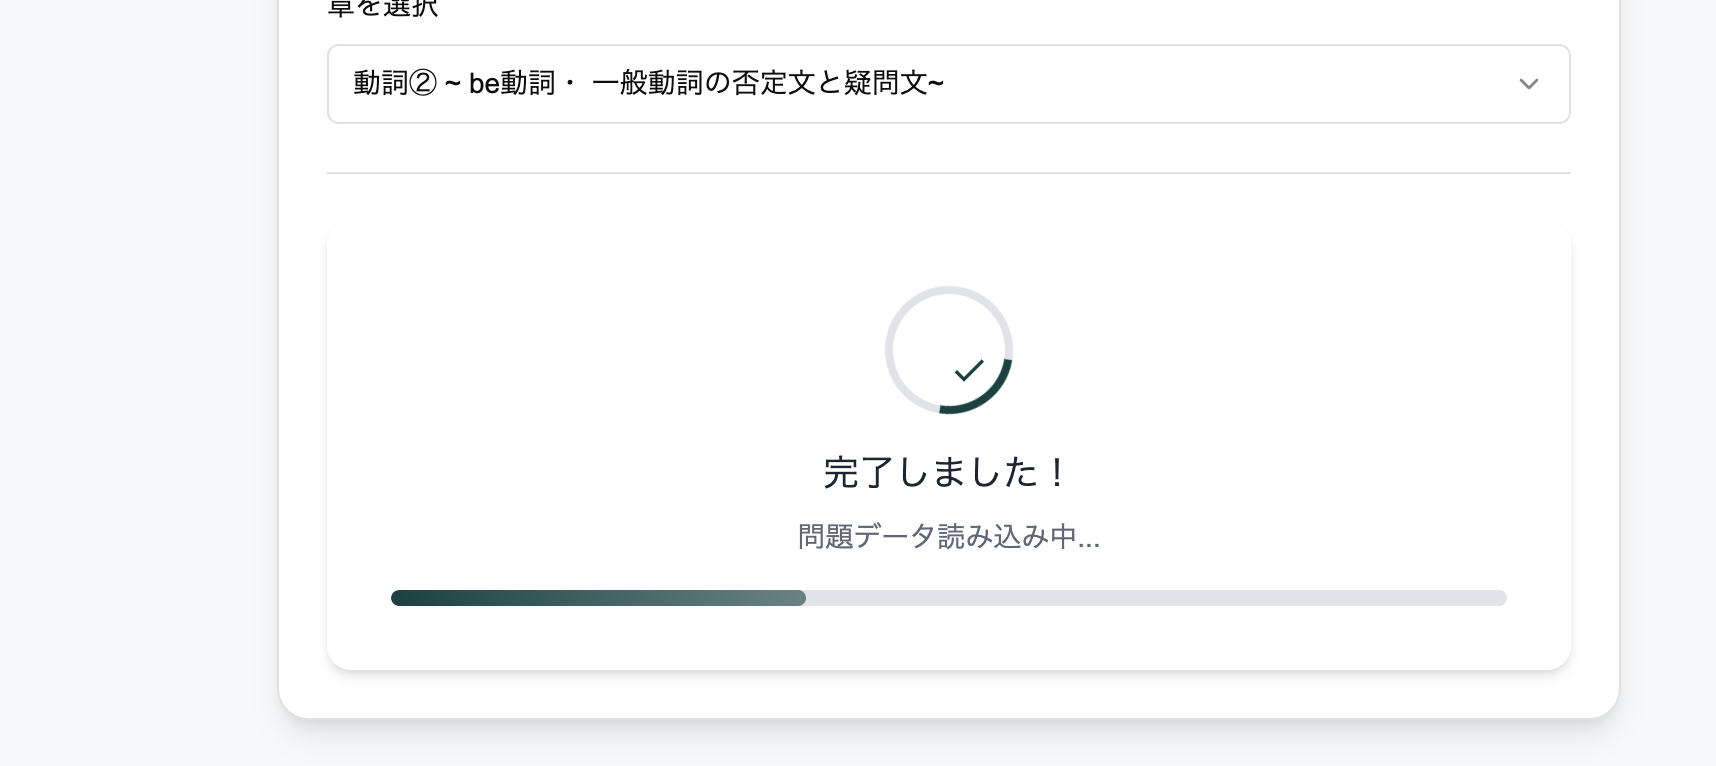 章を選択
動詞② ~ be動詞・ 一般動詞の否定文と疑問文~
完了しました！
問題データ読み込み中...